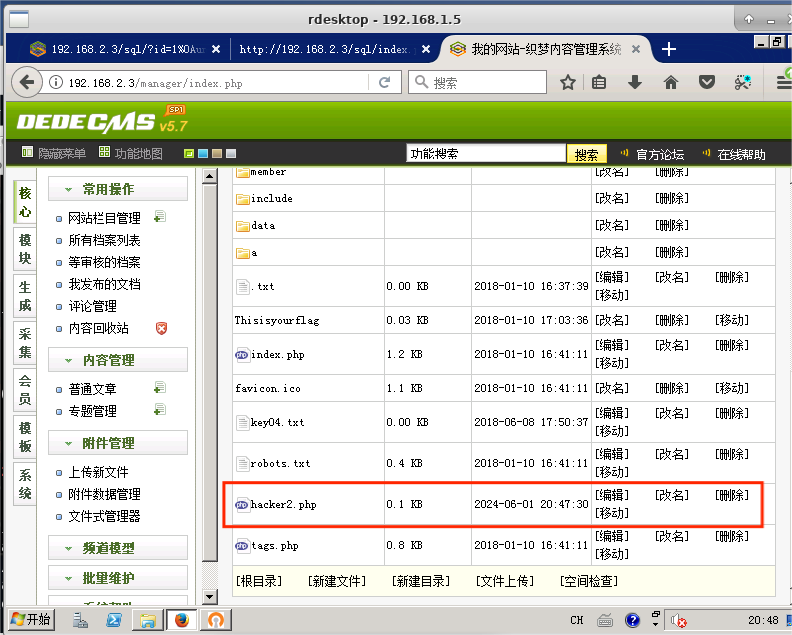 rdesktop - 192.168.1.5
192.168.2.3/sql/?id=1%0Au
http://192.168.2.3/sql/index.
我的网站-织梦内容管理系统
192.168.2.3/manager/index.php
搜索
DEDECMS SP1 v5.7
隐藏菜单 功能地图
功能搜索 搜索 官方论坛 在线帮助
核心
模块
生成
采集
会员
模板
系统
常用操作
网站栏目管理
所有档案列表
等审核的档案
我发布的文档
评论管理
内容回收站
内容管理
普通文章
专题管理
附件管理
上传新文件
附件数据管理
文件式管理器
频道模型
批量维护
member [改名] [删除]
include [改名] [删除]
data [改名] [删除]
a [改名] [删除]
.txt 0.00 KB 2018-01-10 16:37:39 [编辑] [改名] [删除]
[移动]
Thisisyourflag 0.03 KB 2018-01-10 17:03:36 [改名] [删除] [移动]
index.php 1.2 KB 2018-01-10 16:41:11 [编辑] [改名] [删除]
[移动]
favicon.ico 1.1 KB 2018-01-10 16:41:11 [改名] [删除] [移动]
key04.txt 0.00 KB 2018-06-08 17:50:37 [编辑] [改名] [删除]
[移动]
robots.txt 0.4 KB 2018-01-10 16:41:11 [编辑] [改名] [删除]
[移动]
hacker2.php 0.1 KB 2024-06-01 20:47:30 [编辑] [改名] [删除]
[移动]
tags.php 0.8 KB 2018-01-10 16:41:11 [编辑] [改名] [删除]
[移动]
[根目录] [新建文件] [新建目录] [文件上传] [空间检查]
开始 CH 20:48